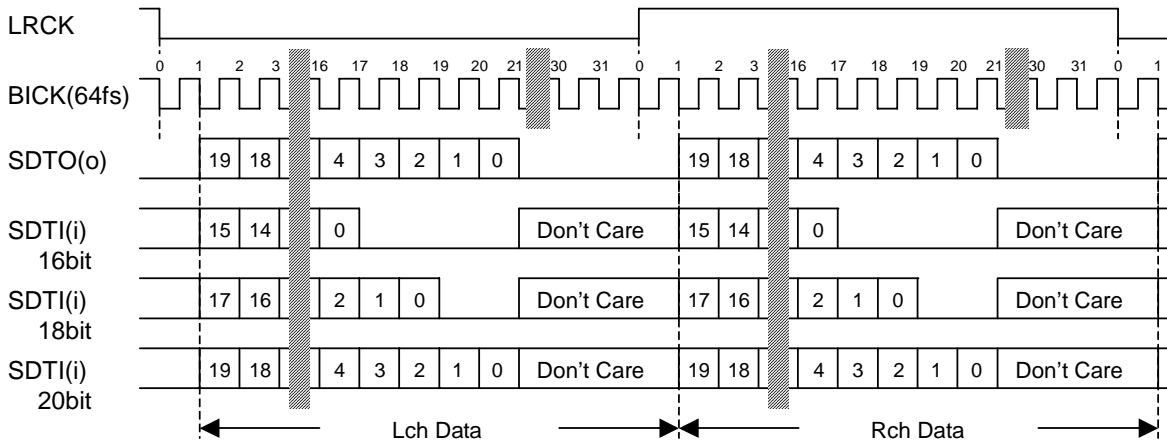 LRCK
0 1 2 3 16 17 18 19 20 21 30 31 0 1 2 3 16 17 18 19 20 21 30 31 0 1
BICK(64fs)
SDTO(o) 19 18 4 3 2 1 0 19 18 4 3 2 1 0
SDTI(i) 15 14 0 Don't Care 15 14 0 Don't Care
16bit
SDTI(i) 17 16 2 1 0 Don't Care 17 16 2 1 0 Don't Care
18bit
SDTI(i) 19 18 4 3 2 1 0 Don't Care 19 18 4 3 2 1 0 Don't Care
20bit
Lch Data Rch Data